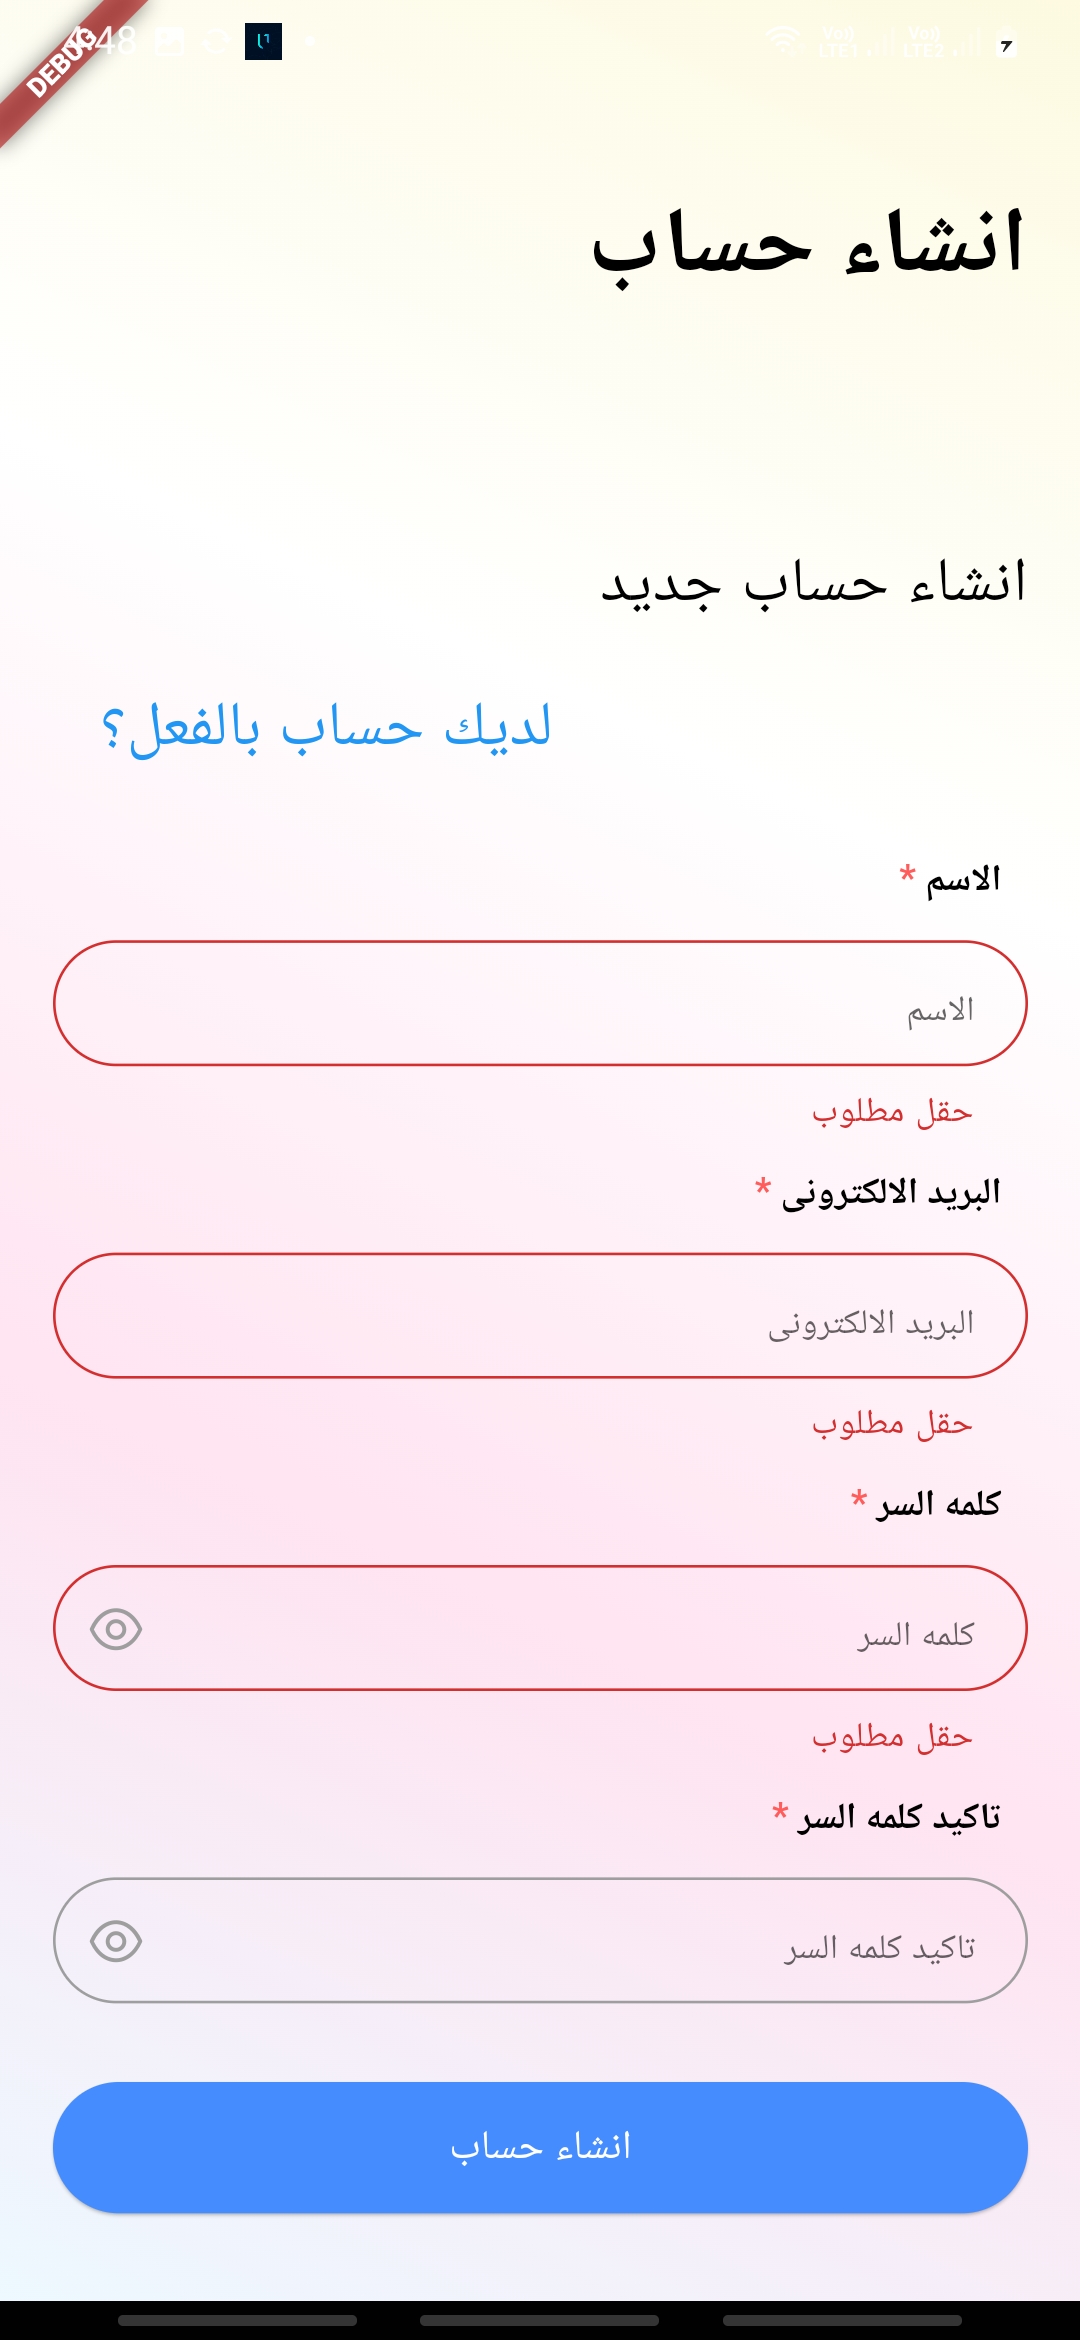 4:48
DEBUG
Vo)) LTE1
Vo)) LTE2
انشاء حساب
انشاء حساب جديد
لديك حساب بالفعل؟
الاسم *
الاسم
حقل مطلوب
البريد الالكترونى *
البريد الالكترونى
حقل مطلوب
كلمه السر *
كلمه السر
حقل مطلوب
تاكيد كلمه السر *
تاكيد كلمه السر
انشاء حساب